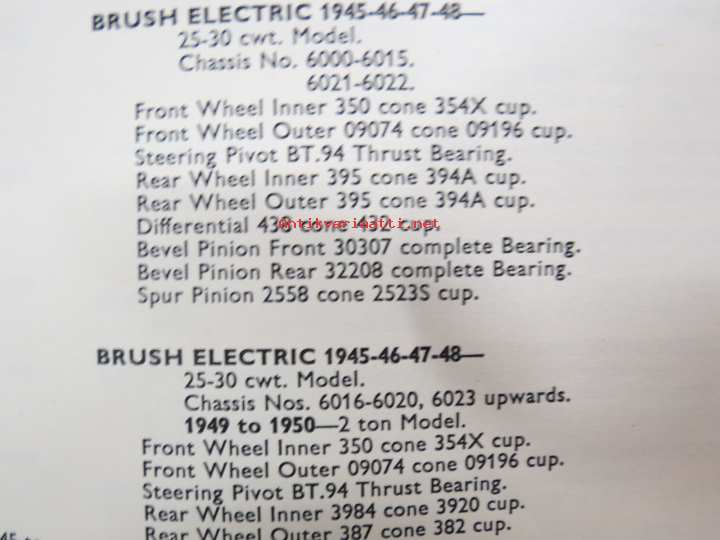 BRUSH ELECTRIC 1945-46-47-48—
25-30 cwt. Model.
Chassis No. 6000-6015.
6021-6022.
Front Wheel Inner 350 cone 354X cup.
Front Wheel Outer 09074 cone 09196 cup.
Steering Pivot BT.94 Thrust Bearing.
Rear Wheel Inner 395 cone 394A cup.
Rear Wheel Outer 395 cone 394A cup.
Differential 438 cone 432 cup.
Bevel Pinion Front 30307 complete Bearing.
Bevel Pinion Rear 32208 complete Bearing.
Spur Pinion 2558 cone 2523S cup.
BRUSH ELECTRIC 1945-46-47-48—
25-30 cwt. Model.
Chassis Nos. 6016-6020, 6023 upwards.
1949 to 1950—2 ton Model.
Front Wheel Inner 350 cone 354X cup.
Front Wheel Outer 09074 cone 09196 cup.
Steering Pivot BT.94 Thrust Bearing.
Rear Wheel Inner 3984 cone 3920 cup.
Rear Wheel Outer 387 cone 382 cup.